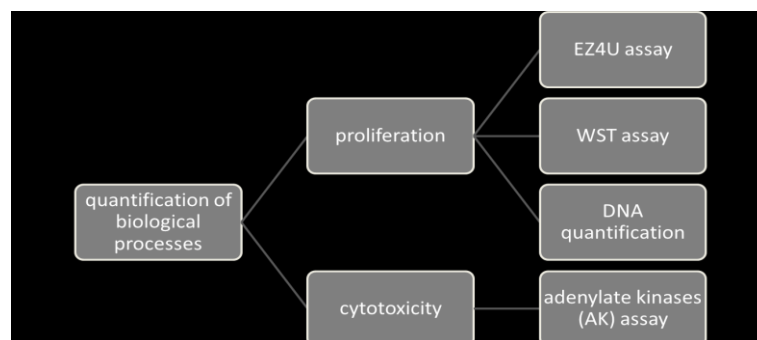 quantification of
biological
processes
proliferation
cytotoxicity
EZ4U assay
WST assay
DNA
quantification
adenylate kinases
(AK) assay